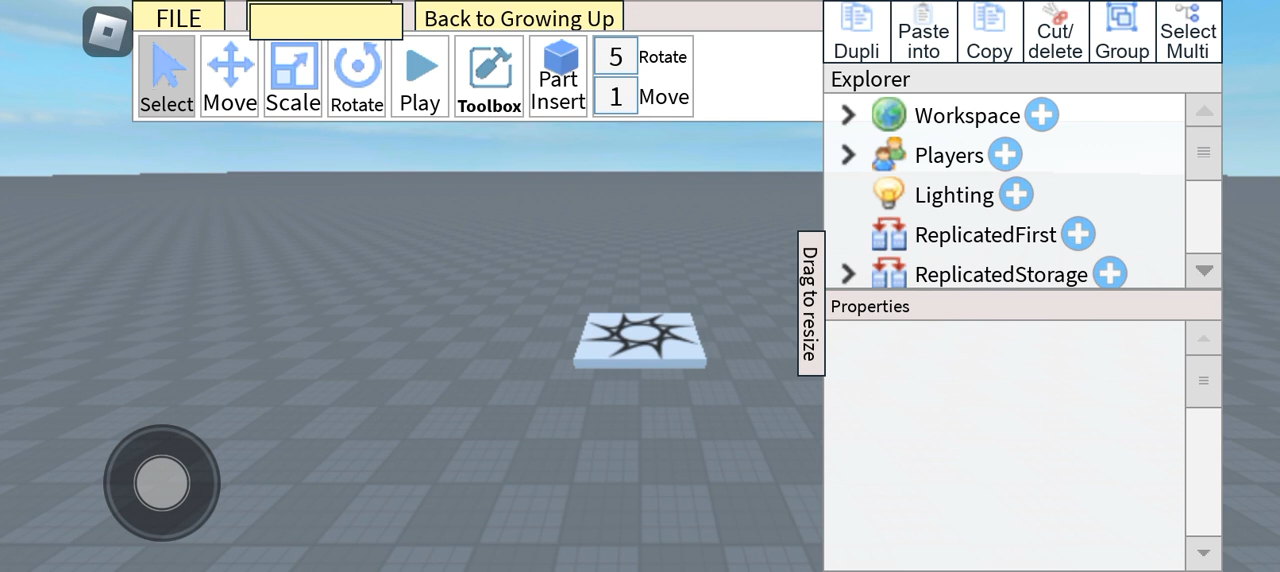 FILE
Back to Growing Up
Select
Move
Scale
Rotate
Play
Toolbox
Part
Insert
5
Rotate
1
Move
Dupli
Paste
into
Copy
Cut/
delete
Group
Select
Multi
Explorer
Workspace
Players
Lighting
ReplicatedFirst
ReplicatedStorage
Drag to resize
Properties